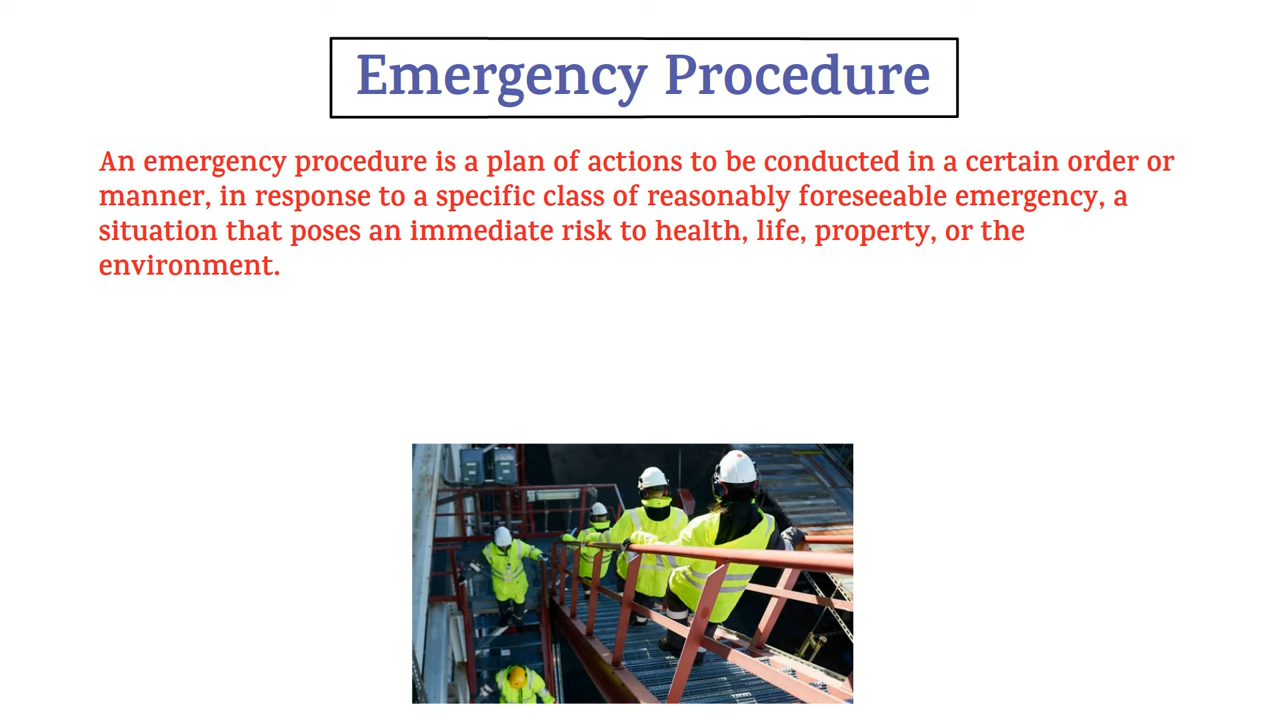 Emergency Procedure
An emergency procedure is a plan of actions to be conducted in a certain order or
manner, in response to a specific class of reasonably foreseeable emergency, a
situation that poses an immediate risk to health, life, property, or the
environment.